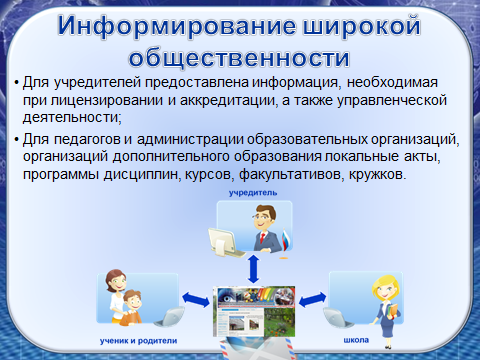 Информирование широкой
общественности
• Для учредителей предоставлена информация, необходимая
при лицензировании и аккредитации, а также управленческой
деятельности;
• Для педагогов и администрации образовательных организаций,
организаций дополнительного образования локальные акты,
программы дисциплин, курсов, факультативов, кружков.
учредитель
ученик и родители
школа